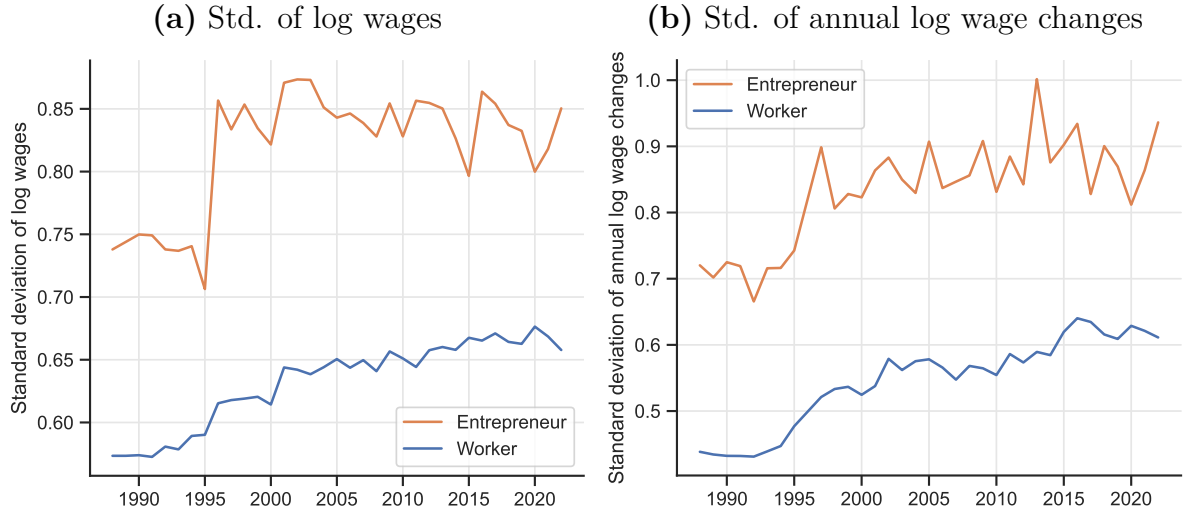 (a) Std. of log wages
Standard deviation of log wages
0.85
0.80
0.75
0.70
0.65
0.60
1990 1995 2000 2005 2010 2015 2020
Entrepreneur
Worker
(b) Std. of annual log wage changes
Standard deviation of annual log wage changes
1.0
0.9
0.8
0.7
0.6
0.5
1990 1995 2000 2005 2010 2015 2020
Entrepreneur
Worker